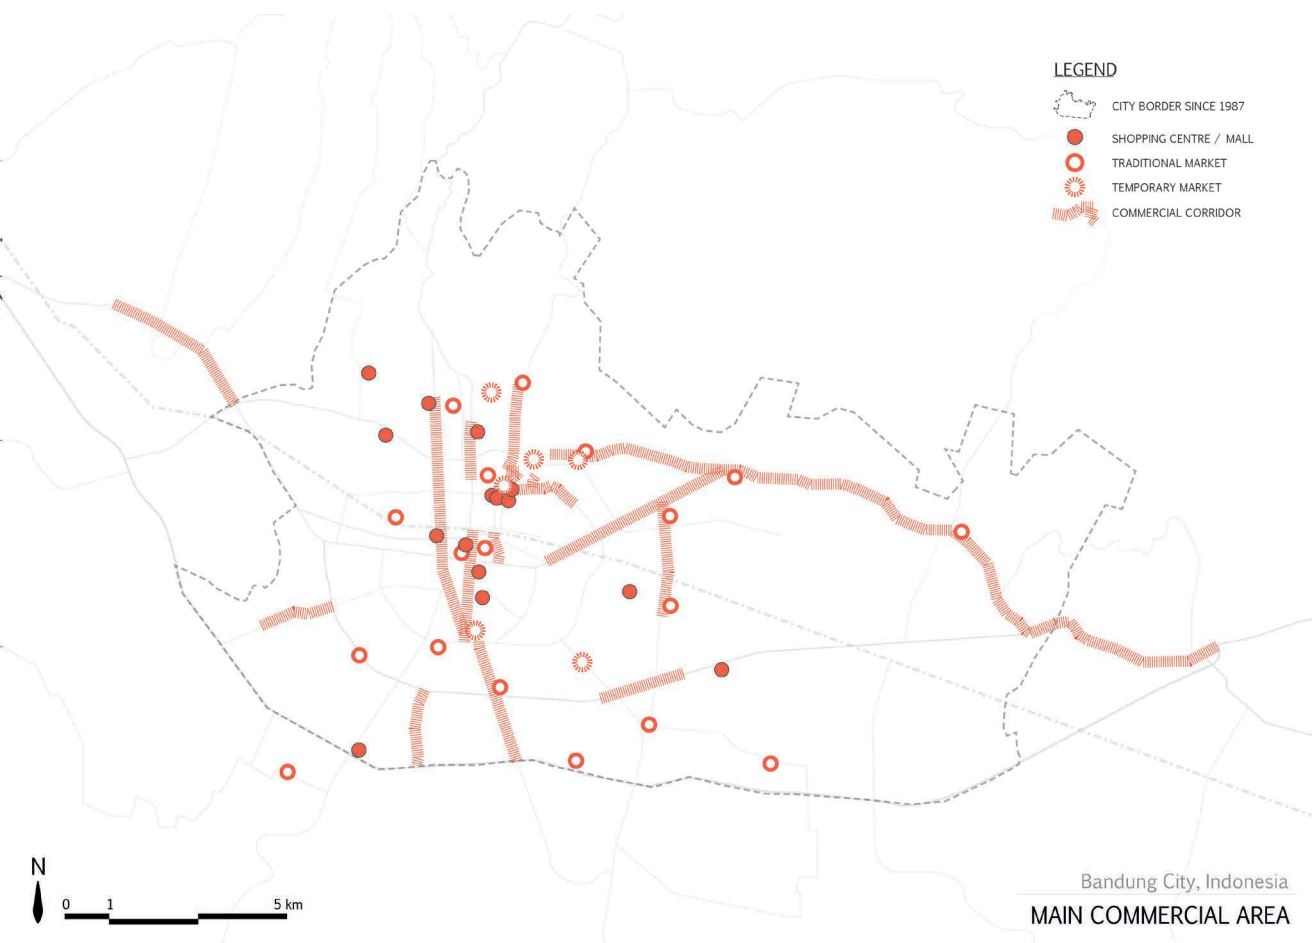 LEGEND
CITY BORDER SINCE 1987
SHOPPING CENTRE / MALL
TRADITIONAL MARKET
TEMPORARY MARKET
COMMERCIAL CORRIDOR
N
0 1 5 km
Bandung City, Indonesia
MAIN COMMERCIAL AREA